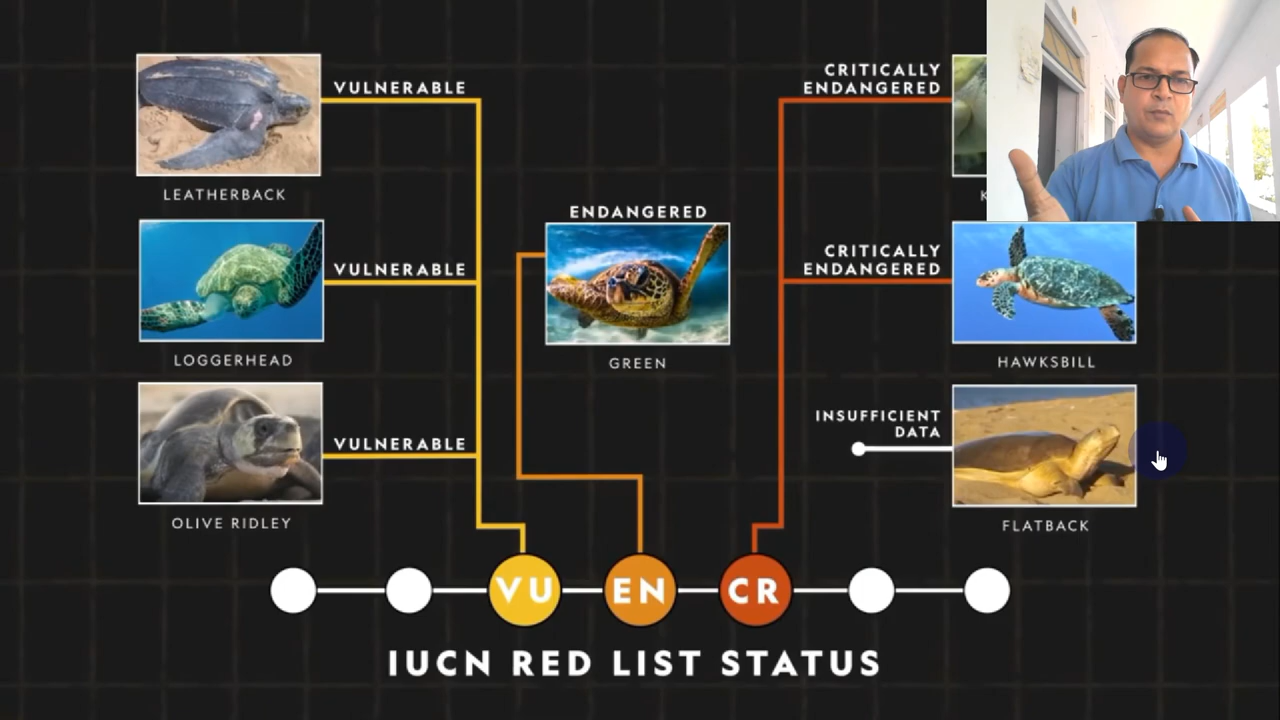 VULNERABLE
LEATHERBACK
VULNERABLE
LOGGERHEAD
VULNERABLE
OLIVE RIDLEY
ENDANGERED
GREEN
CRITICALLY
ENDANGERED
CRITICALLY
ENDANGERED
HAWKSBILL
INSUFFICIENT
DATA
FLATBACK
VU EN CR
IUCN RED LIST STATUS